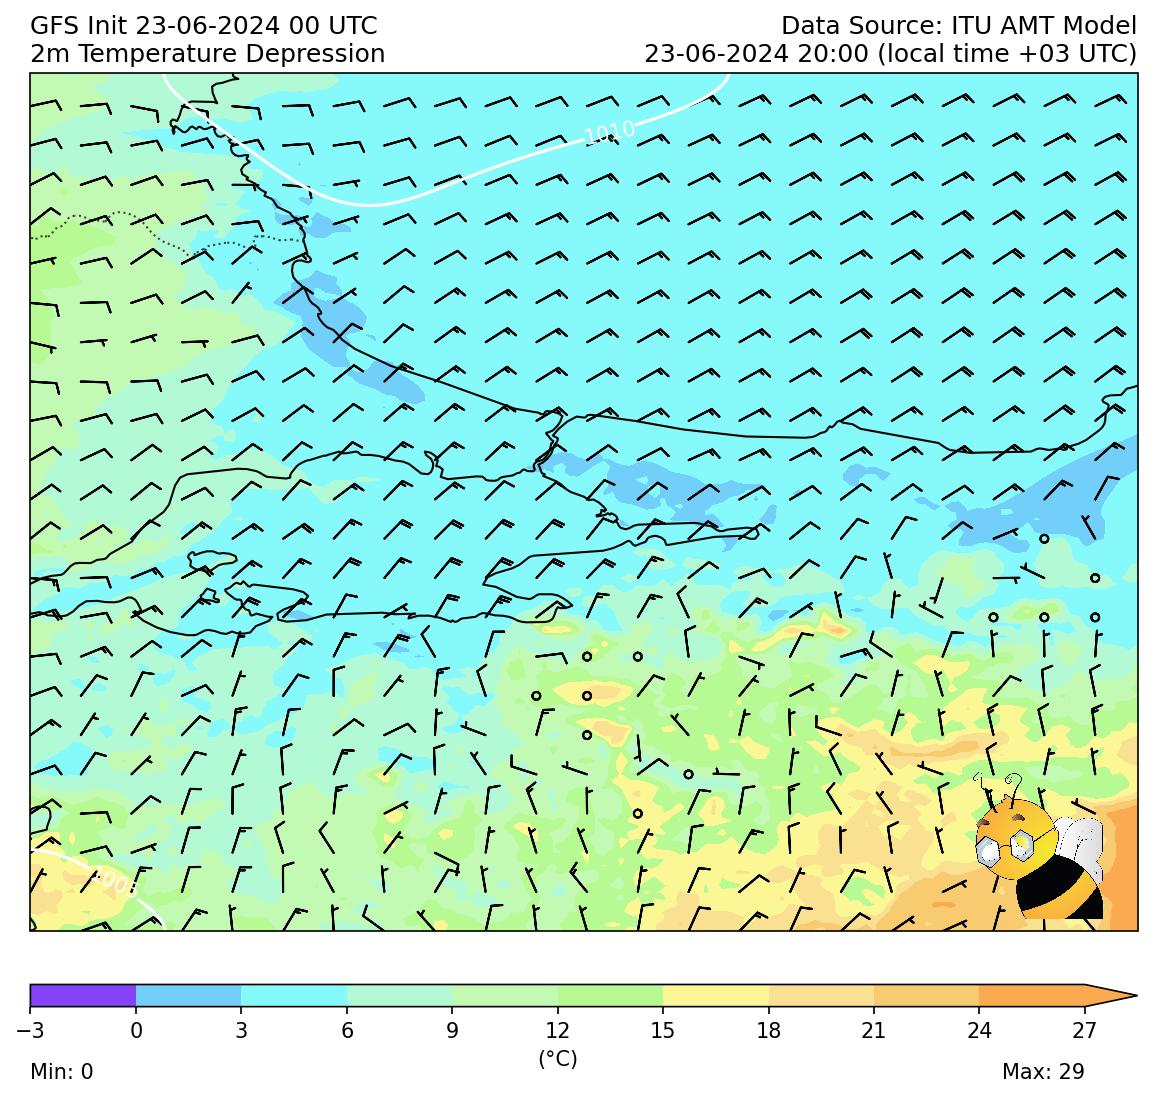 GFS Init 23-06-2024 00 UTC
Data Source: ITU AMT Model
2m Temperature Depression
23-06-2024 20:00 (local time +03 UTC)
1010
1005
−3 0 3 6 9 12 15 18 21 24 27
(°C)
Min: 0
Max: 29